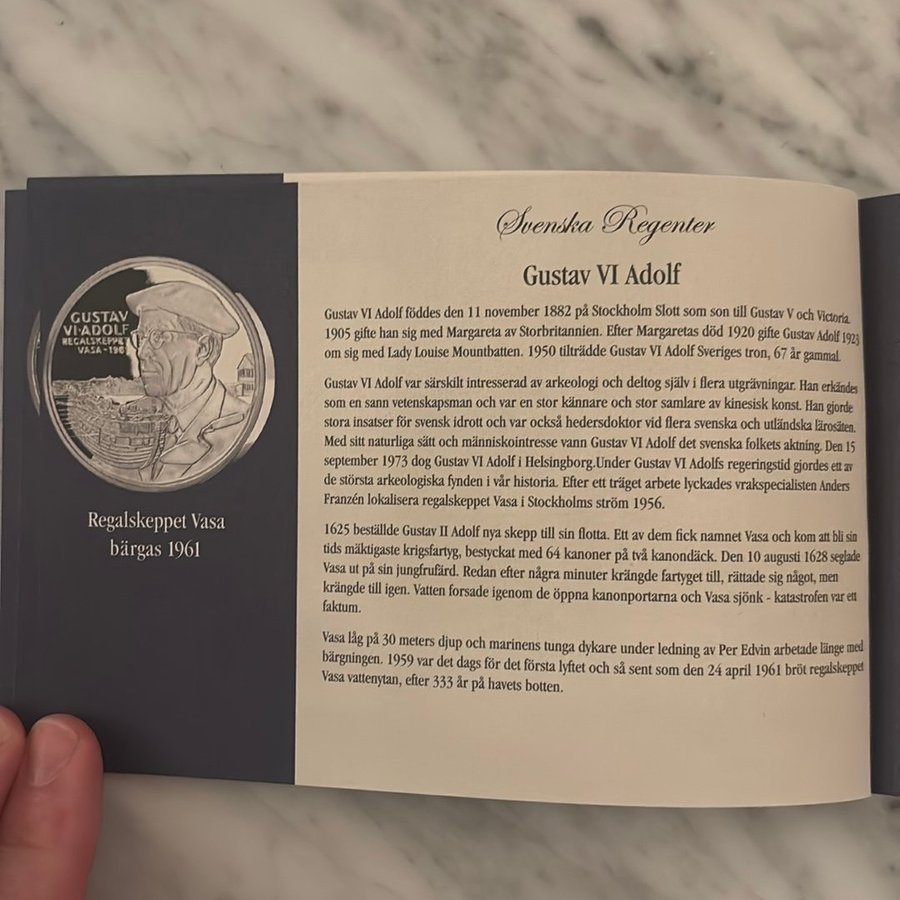 GUSTAV
VI·ADOLF
REGALSKEPPET
VASA-1961
Regalskeppet Vasa
bärgas 1961
Svenska Regenter
Gustav VI Adolf
Gustav VI Adolf föddes den 11 november 1882 på Stockholm Slott som son till Gustav V och Victoria.
1905 gifte han sig med Margareta av Storbritannien. Efter Margaretas död 1920 gifte Gustav Adolf 1923
om sig med Lady Louise Mountbatten. 1950 tillträdde Gustav VI Adolf Sveriges tron, 67 år gammal.
Gustav VI Adolf var särskilt intresserad av arkeologi och deltog själv i flera utgrävningar. Han erkändes
som en sann vetenskapsman och var en stor kännare och stor samlare av kinesisk konst. Han gjorde
stora insatser för svensk idrott och var också hedersdoktor vid flera svenska och utländska lärosäten.
Med sitt naturliga sätt och människointresse vann Gustav VI Adolf det svenska folkets aktning. Den 15
september 1973 dog Gustav VI Adolf i Helsingborg.Under Gustav VI Adolfs regeringstid gjordes ett av
de största arkeologiska fynden i vår historia. Efter ett träget arbete lyckades vrakspecialisten Anders
Franzén lokalisera regalskeppet Vasa i Stockholms ström 1956.
1625 beställde Gustav II Adolf nya skepp till sin flotta. Ett av dem fick namnet Vasa och kom att bli sin
tids mäktigaste krigsfartyg, bestyckat med 64 kanoner på två kanondäck. Den 10 augusti 1628 seglade
Vasa ut på sin jungfrufärd. Redan efter några minuter krängde fartyget till, rättade sig något, men
krängde till igen. Vatten forsade igenom de öppna kanonportarna och Vasa sjönk - katastrofen var ett
faktum.
Vasa låg på 30 meters djup och marinens tunga dykare under ledning av Per Edvin arbetade länge med
bärgningen. 1959 var det dags för det första lyftet och så sent som den 24 april 1961 bröt regalskeppet
Vasa vattenytan, efter 333 år på havets botten.